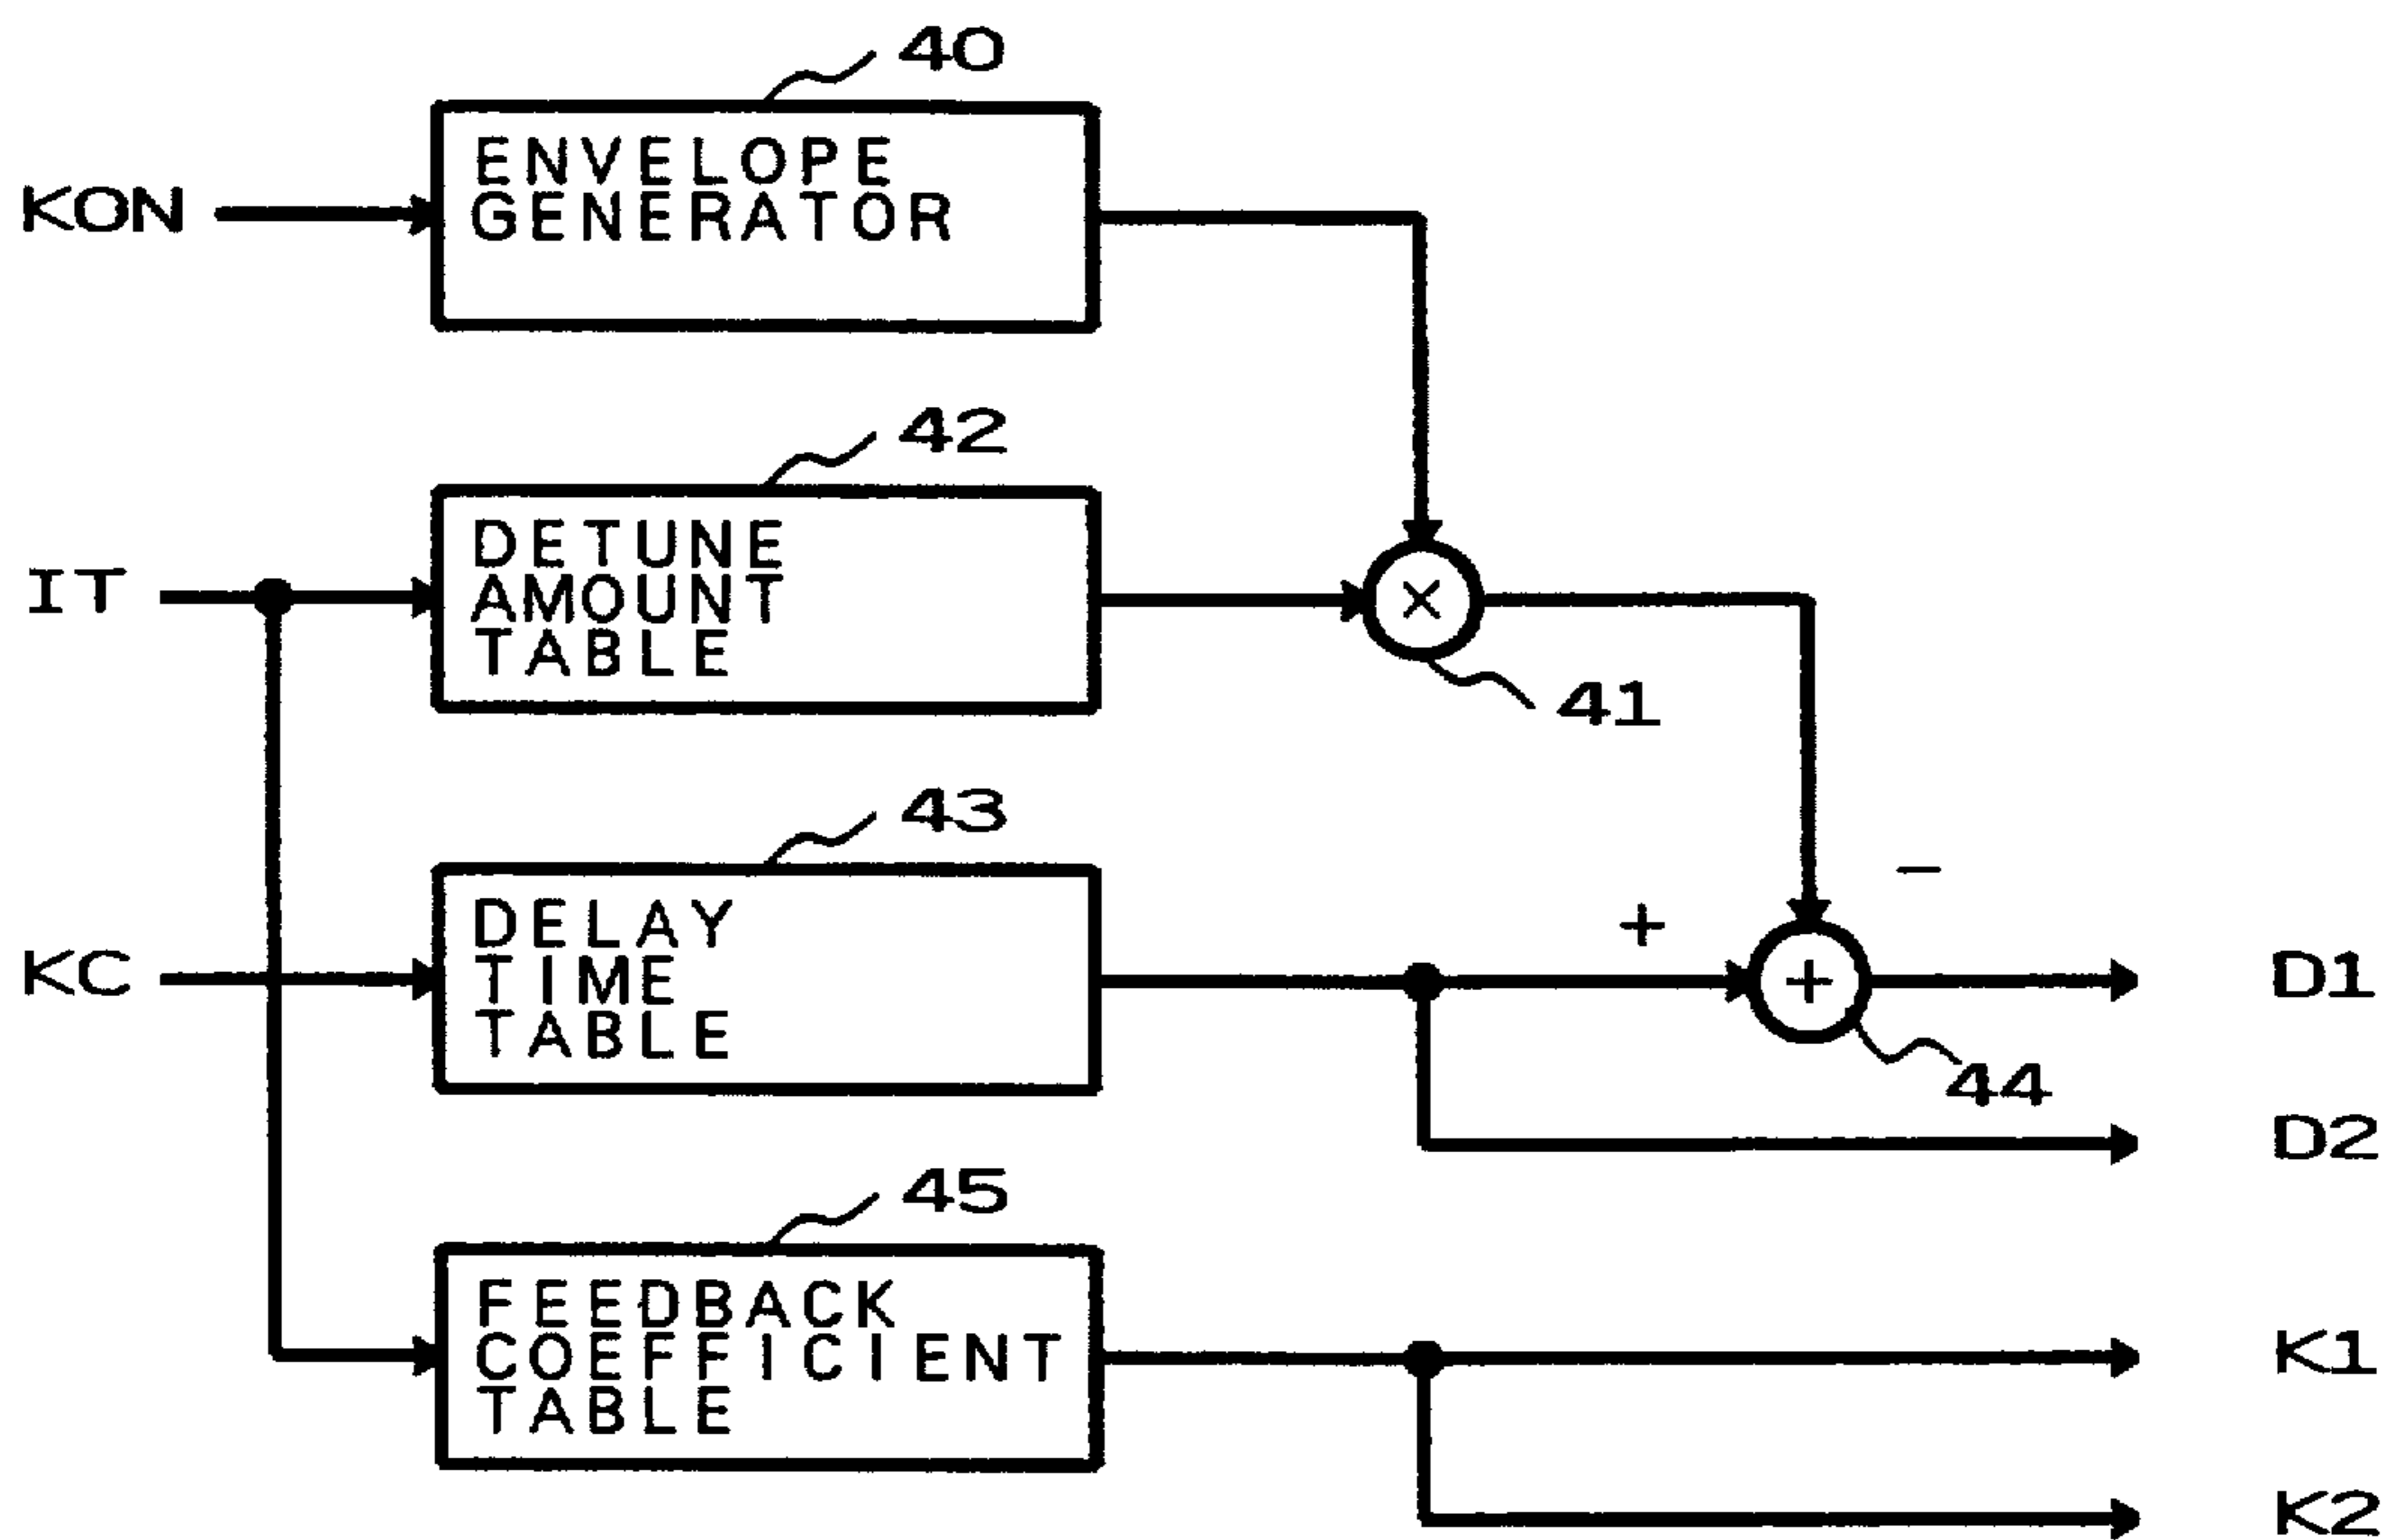 40
KON
ENVELOPE
GENERATOR
42
IT
DETUNE
AMOUNT
TABLE
×
41
43
KC
DELAY
TIME
TABLE
+
−
+
44
D1
D2
45
FEEDBACK
COEFFICIENT
TABLE
K1
K2